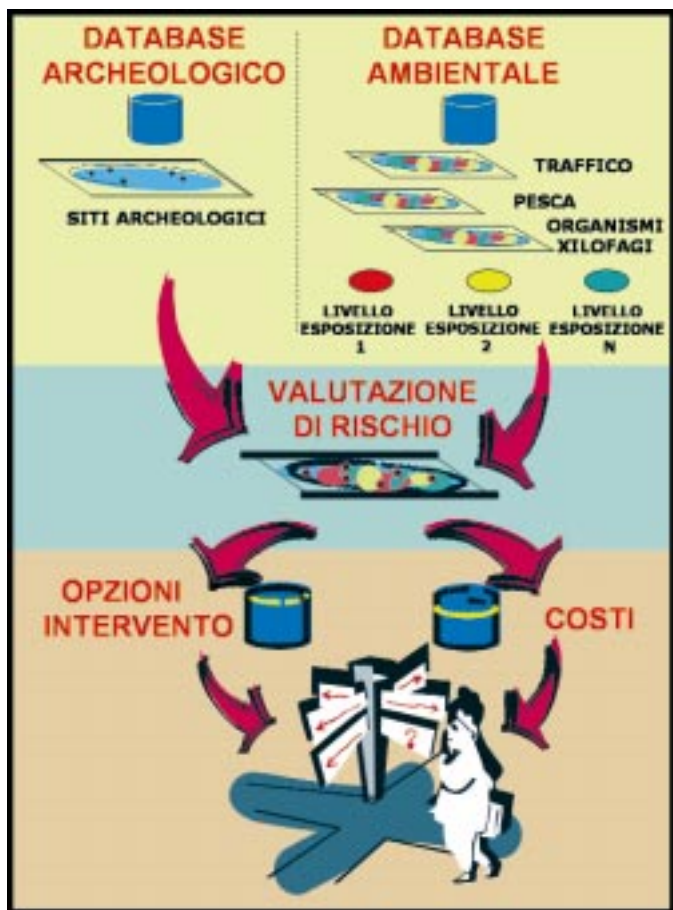 DATABASE
ARCHEOLOGICO
DATABASE
AMBIENTALE
SITI ARCHEOLOGICI
TRAFFICO
PESCA
ORGANISMI
XILOFAGI
LIVELLO
ESPOSIZIONE
1
LIVELLO
ESPOSIZIONE
2
LIVELLO
ESPOSIZIONE
N
VALUTAZIONE
DI RISCHIO
OPZIONI
INTERVENTO
COSTI
?